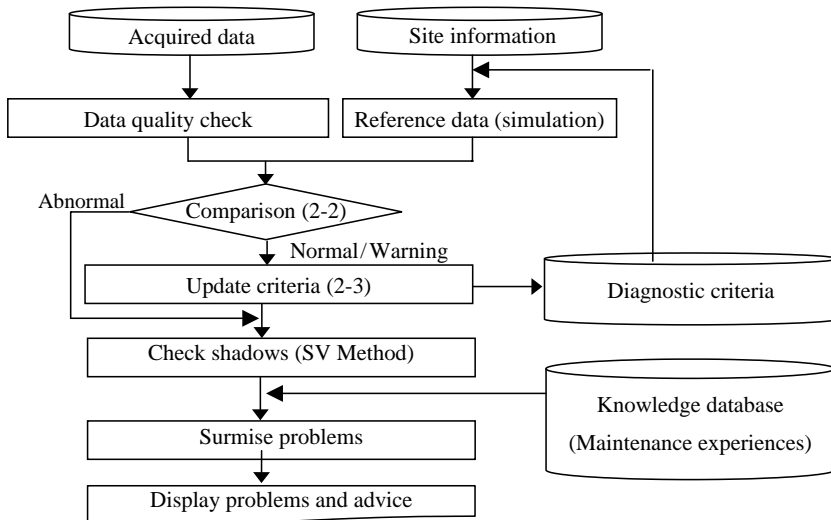 Acquired data
Site information
Data quality check
Reference data (simulation)
Abnormal
Comparison (2-2)
Normal/Warning
Update criteria (2-3)
Diagnostic criteria
Check shadows (SV Method)
Knowledge database
(Maintenance experiences)
Surmise problems
Display problems and advice